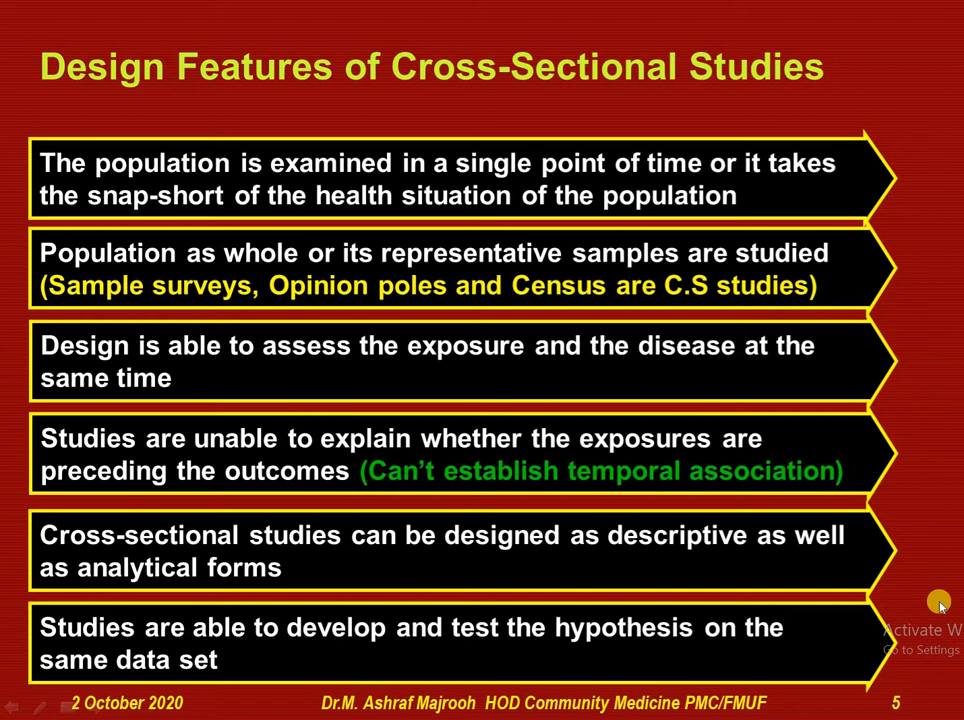 Design Features of Cross-Sectional Studies
The population is examined in a single point of time or it takes
the snap-short of the health situation of the population
Population as whole or its representative samples are studied
(Sample surveys, Opinion poles and Census are C.S studies)
Design is able to assess the exposure and the disease at the
same time
Studies are unable to explain whether the exposures are
preceding the outcomes (Can't establish temporal association)
Cross-sectional studies can be designed as descriptive as well
as analytical forms
Studies are able to develop and test the hypothesis on the
same data set
Activate W
Go to Settings
2 October 2020 Dr.M. Ashraf Majrooh HOD Community Medicine PMC/FMUF 5